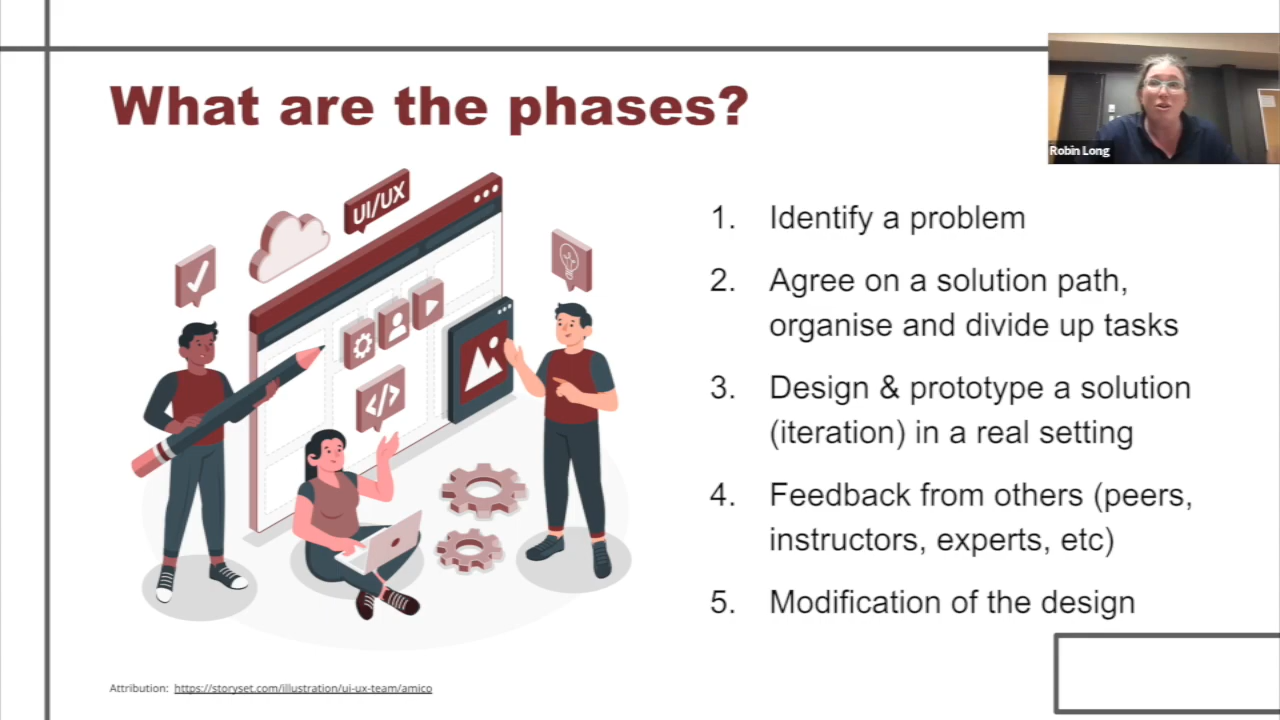 What are the phases?
Robin Long
UI/UX
</>
1. Identify a problem
2. Agree on a solution path,
organise and divide up tasks
3. Design & prototype a solution
(iteration) in a real setting
4. Feedback from others (peers,
instructors, experts, etc)
5. Modification of the design
Attribution: https://storyset.com/illustration/ui-ux-team/amico